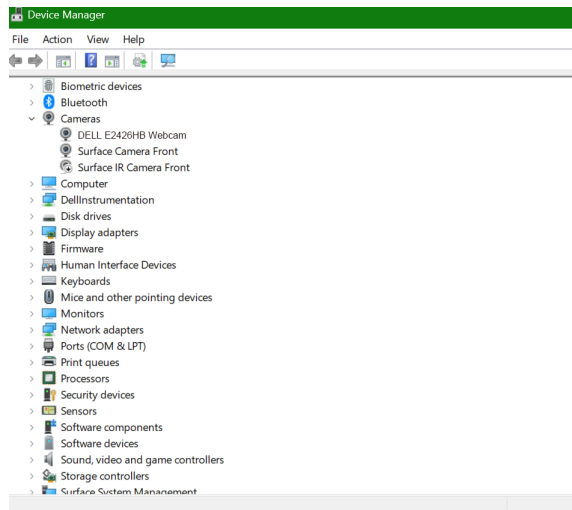 Device Manager
File Action View Help
Biometric devices
Bluetooth
Cameras
DELL E2426HB Webcam
Surface Camera Front
Surface IR Camera Front
Computer
DellInstrumentation
Disk drives
Display adapters
Firmware
Human Interface Devices
Keyboards
Mice and other pointing devices
Monitors
Network adapters
Ports (COM & LPT)
Print queues
Processors
Security devices
Sensors
Software components
Software devices
Sound, video and game controllers
Storage controllers
Surface System Management